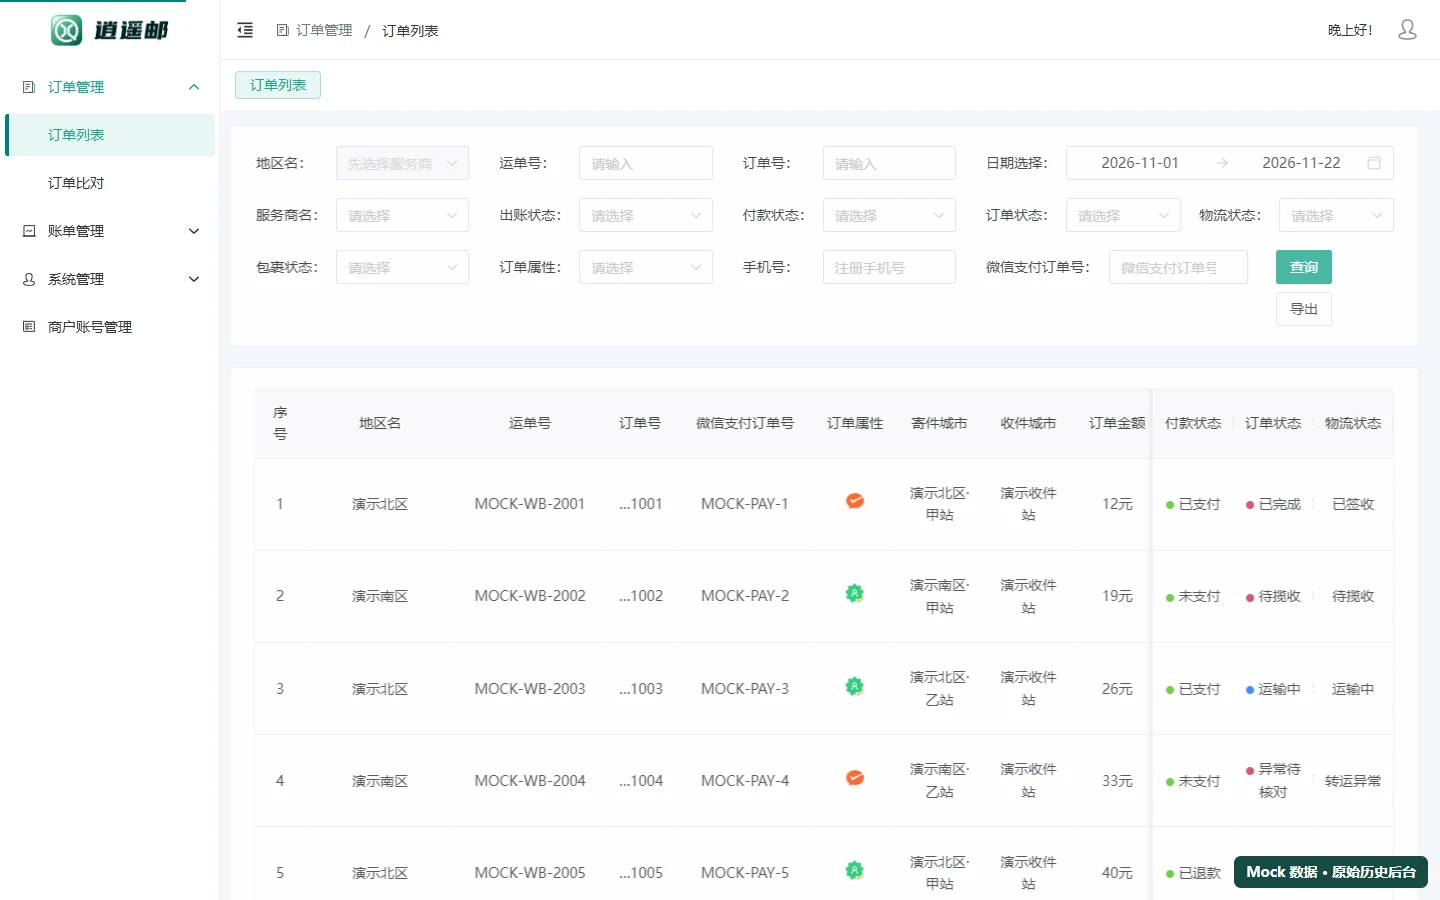 逍遥邮
订单管理 / 订单列表
晚上好!
订单管理
订单列表
订单比对
账单管理
系统管理
商户账号管理
订单列表
地区名: 先选择服务商 运单号: 请输入 订单号: 请输入 日期选择: 2026-11-01 → 2026-11-22
服务商名: 请选择 出账状态: 请选择 付款状态: 请选择 订单状态: 请选择 物流状态: 请选择
包裹状态: 请选择 订单属性: 请选择 手机号: 注册手机号 微信支付订单号: 微信支付订单号 查询
导出
序号 地区名 运单号 订单号 微信支付订单号 订单属性 寄件城市 收件城市 订单金额 付款状态 订单状态 物流状态
1 演示北区 MOCK-WB-2001 ...1001 MOCK-PAY-1 演示北区·甲站 演示收件站 12元 已支付 已完成 已签收
2 演示南区 MOCK-WB-2002 ...1002 MOCK-PAY-2 演示南区·甲站 演示收件站 19元 未支付 待揽收 待揽收
3 演示北区 MOCK-WB-2003 ...1003 MOCK-PAY-3 演示北区·乙站 演示收件站 26元 已支付 运输中 运输中
4 演示南区 MOCK-WB-2004 ...1004 MOCK-PAY-4 演示南区·乙站 演示收件站 33元 未支付 异常待核对 转运异常
5 演示北区 MOCK-WB-2005 ...1005 MOCK-PAY-5 演示北区·甲站 演示收件站 40元 已退款
Mock 数据 • 原始历史后台